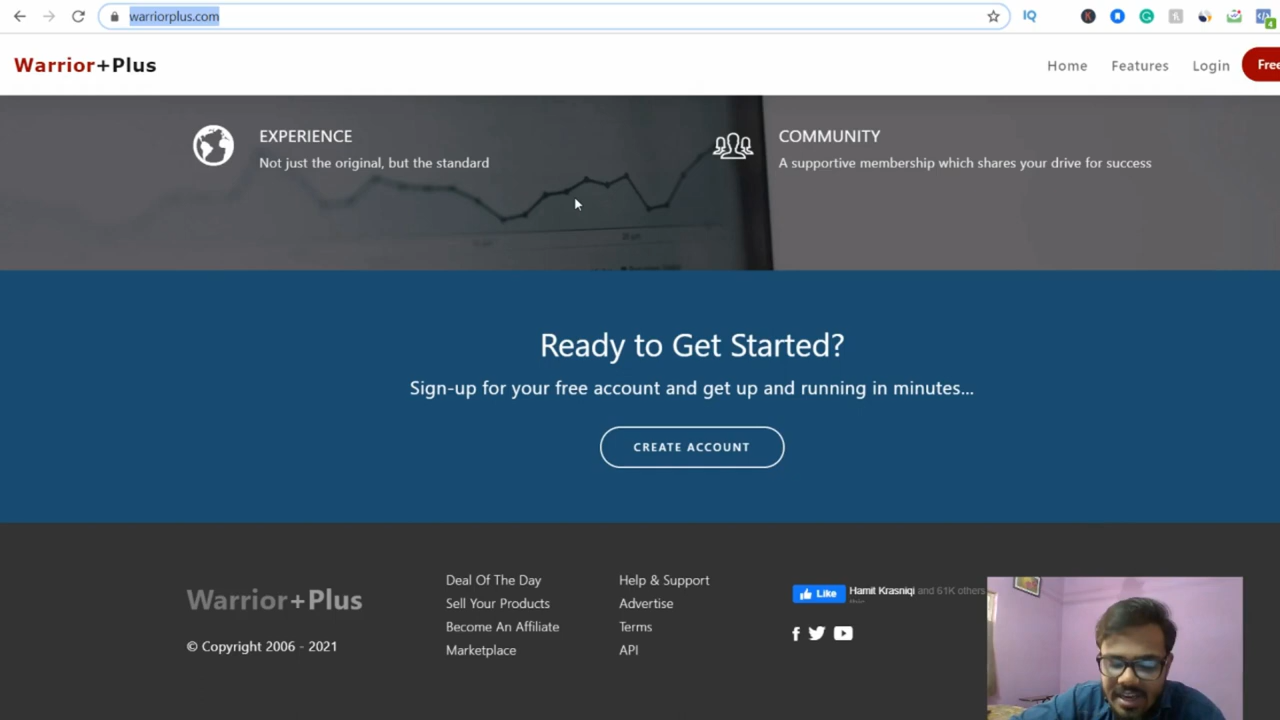 warriorplus.com
IQ
4
Warrior+Plus
Home
Features
Login
Free
EXPERIENCE
Not just the original, but the standard
COMMUNITY
A supportive membership which shares your drive for success
Ready to Get Started?
Sign-up for your free account and get up and running in minutes...
CREATE ACCOUNT
Warrior+Plus
© Copyright 2006 - 2021
Deal Of The Day
Sell Your Products
Become An Affiliate
Marketplace
Help & Support
Advertise
Terms
API
Like
Hamit Krasniqi and 61K others